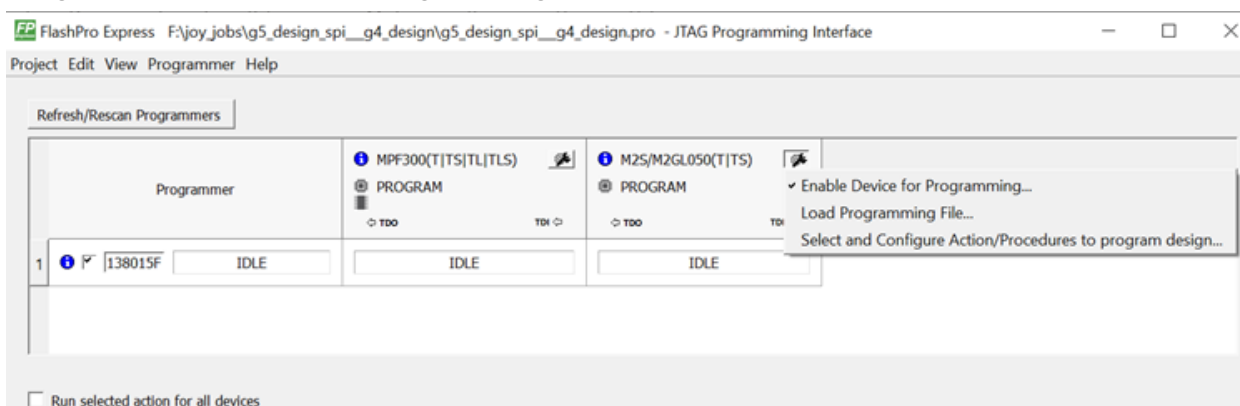 FP FlashPro Express F:\joy_jobs\g5_design_spi__g4_design\g5_design_spi__g4_design.pro - JTAG Programming Interface
Project Edit View Programmer Help
Refresh/Rescan Programmers
Programmer
MPF300(T|TS|TL|TLS)
PROGRAM
TDO TDI
M2S/M2GL050(T|TS)
PROGRAM
TDO TDI
Enable Device for Programming...
Load Programming File...
Select and Configure Action/Procedures to program design...
1 138015F IDLE IDLE IDLE
Run selected action for all devices